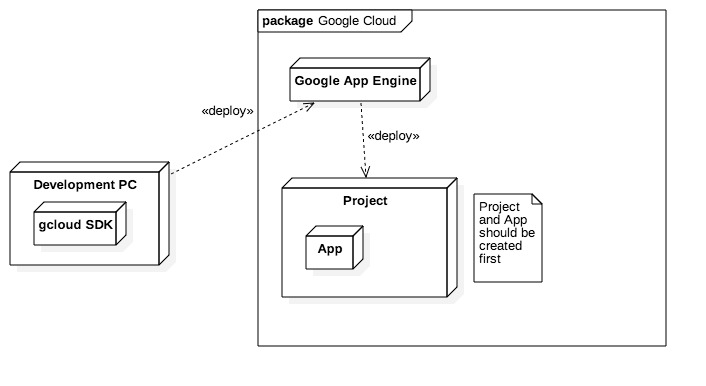 package Google Cloud
Google App Engine
«deploy»
«deploy»
Development PC
gcloud SDK
Project
App
Project
and App
should be
created
first